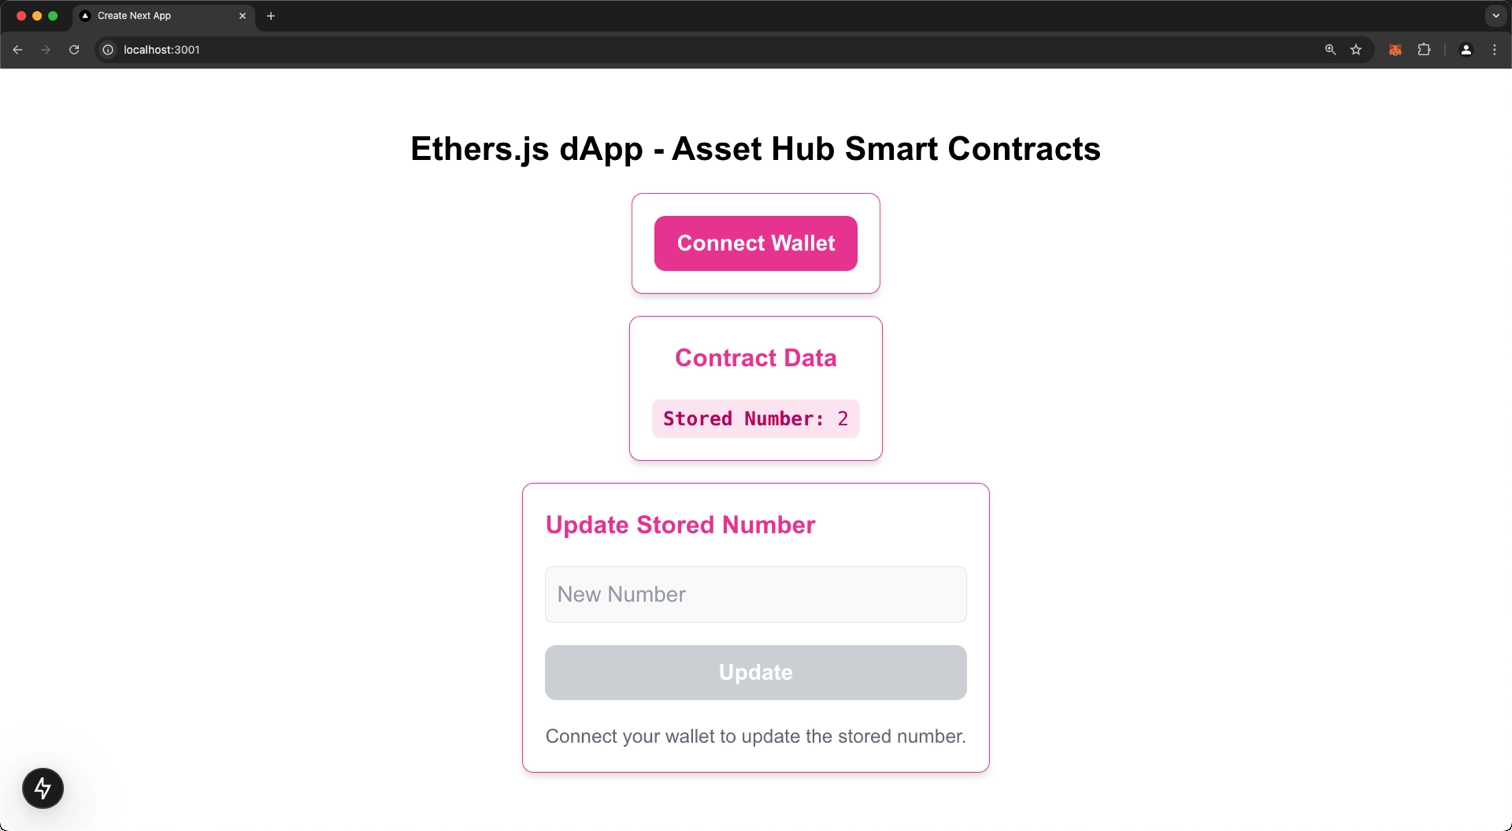 Create Next App
localhost:3001
Ethers.js dApp - Asset Hub Smart Contracts
Connect Wallet
Contract Data
Stored Number: 2
Update Stored Number
New Number
Update
Connect your wallet to update the stored number.